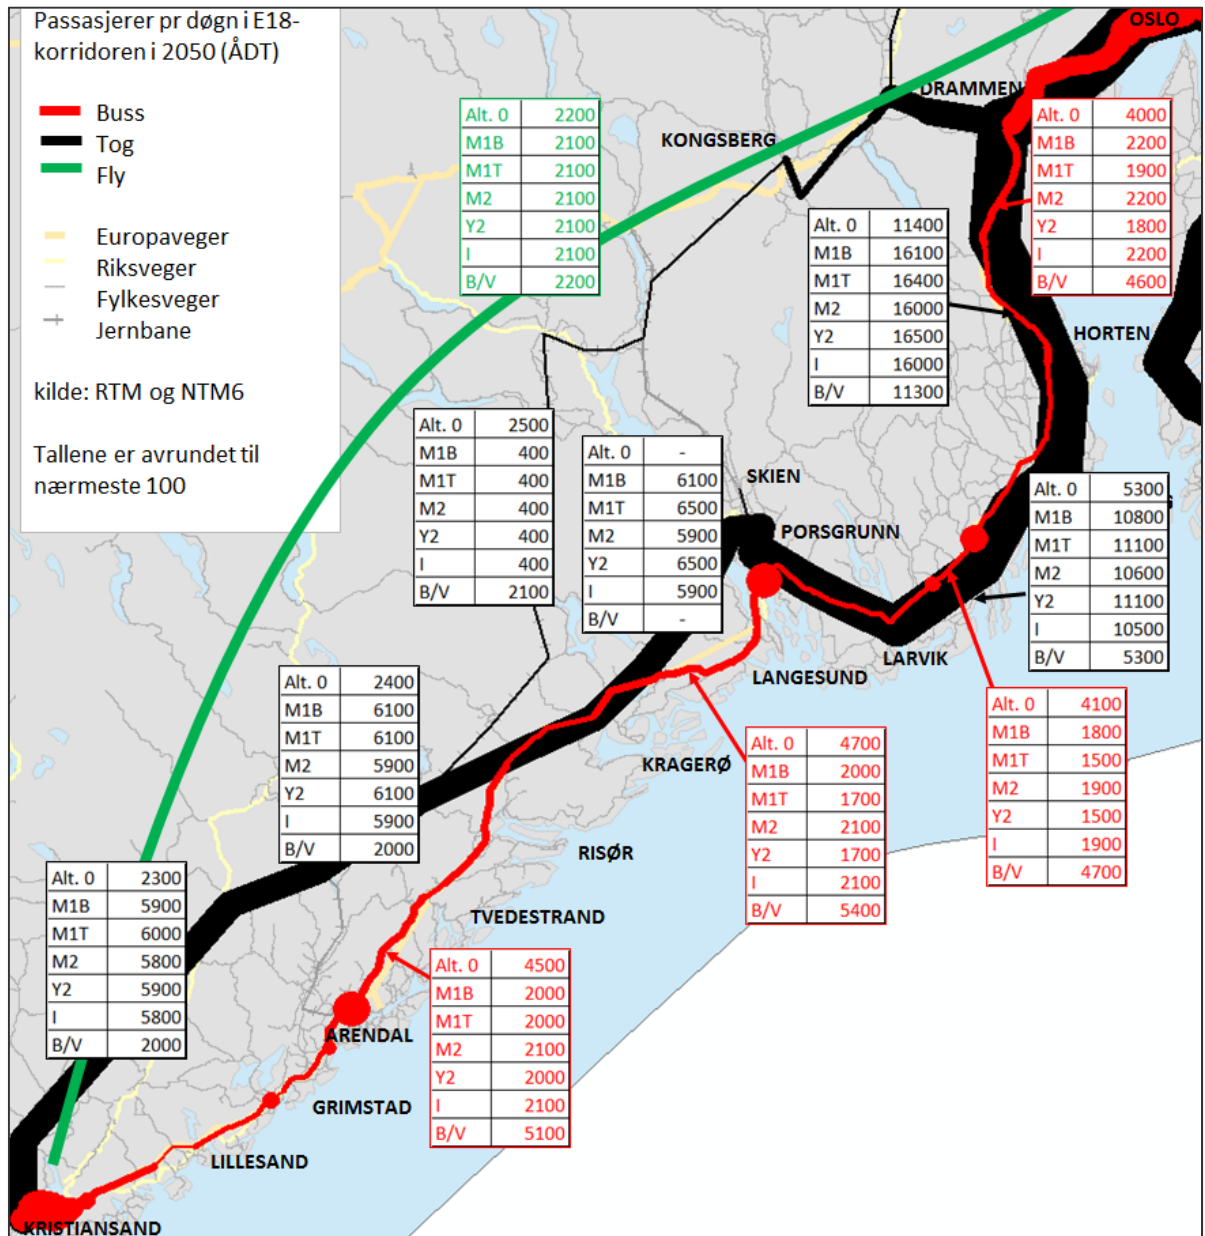 Passasjerer pr døgn i E18-
korridoren i 2050 (ÅDT)
Buss
Tog
Fly
Europaveger
Riksveger
Fylkesveger
Jernbane
kilde: RTM og NTM6
Tallene er avrundet til
nærmeste 100
OSLO
DRAMMEN
KONGSBERG
Alt. 0 2200
M1B 2100
M1T 2100
M2 2100
Y2 2100
I 2100
B/V 2200
Alt. 0 4000
M1B 2200
M1T 1900
M2 2200
Y2 1800
I 2200
B/V 4600
Alt. 0 11400
M1B 16100
M1T 16400
M2 16000
Y2 16500
I 16000
B/V 11300
HORTEN
Alt. 0 2500
M1B 400
M1T 400
M2 400
Y2 400
I 400
B/V 2100
Alt. 0 -
M1B 6100
M1T 6500
M2 5900
Y2 6500
I 5900
B/V -
SKIEN
PORSGRUNN
Alt. 0 5300
M1B 10800
M1T 11100
M2 10600
Y2 11100
I 10500
B/V 5300
LARVIK
LANGESUND
Alt. 0 2400
M1B 6100
M1T 6100
M2 5900
Y2 6100
I 5900
B/V 2000
KRAGERØ
Alt. 0 4700
M1B 2000
M1T 1700
M2 2100
Y2 1700
I 2100
B/V 5400
Alt. 0 4100
M1B 1800
M1T 1500
M2 1900
Y2 1500
I 1900
B/V 4700
RISØR
TVEDESTRAND
Alt. 0 2300
M1B 5900
M1T 6000
M2 5800
Y2 5900
I 5800
B/V 2000
Alt. 0 4500
M1B 2000
M1T 2000
M2 2100
Y2 2000
I 2100
B/V 5100
ARENDAL
GRIMSTAD
LILLESAND
KRISTIANSAND